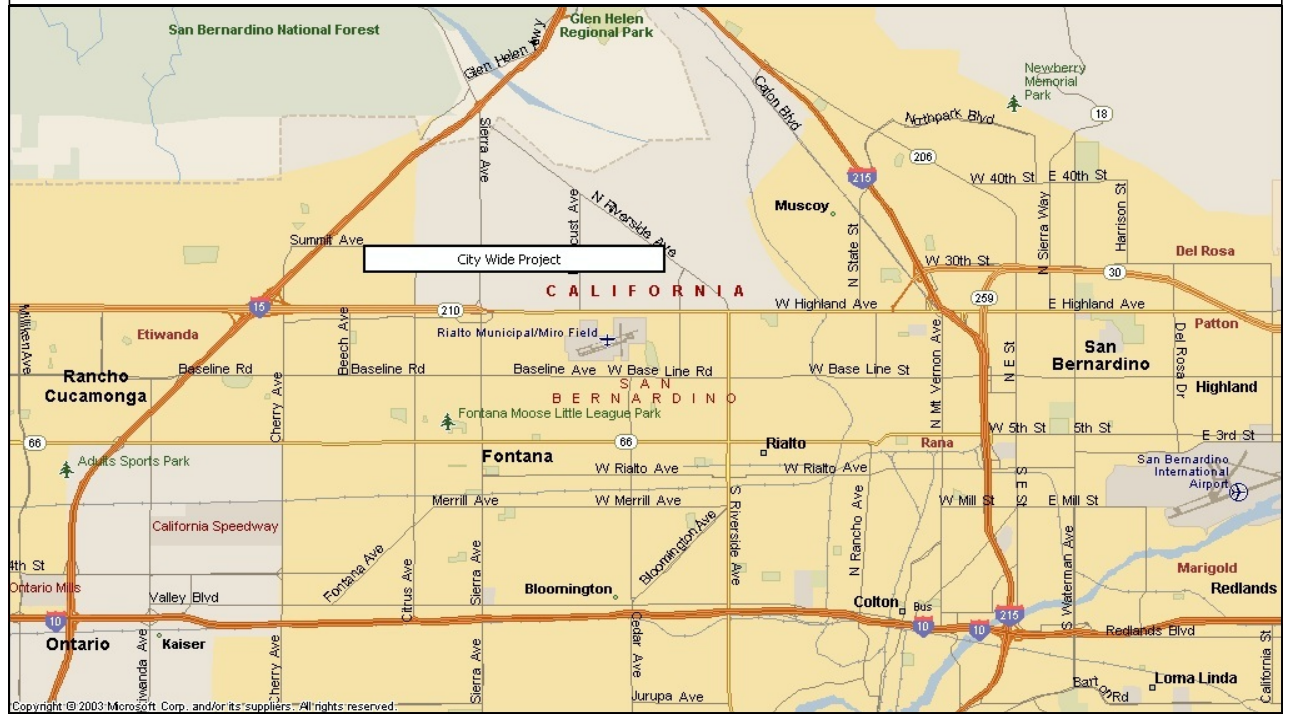 San Bernardino National Forest
Glen Helen
Regional Park
Glen Helen Hwy
Newberry
Memorial
Park
Cajon Blvd
Northpark Blvd
18
Sierra Ave
206
215
W 40th St
E 40th St
N Riverside Ave
Muscoy
N State St
N Sierra Way
Harrison St
Summit Ave
City Wide Project
W 30th St
Del Rosa
30
CALIFORNIA
259
15
210
W Highland Ave
E Highland Ave
Milliken Ave
Etiwanda
Beech Ave
Rialto Municipal/Miro Field
N Mt Vernon Ave
N E St
San
Bernardino
Del Rosa Dr
Patton
Rancho
Cucamonga
Baseline Rd
Baseline Rd
Baseline Ave
W Base Line Rd
W Base Line St
SAN
BERNARDINO
Highland
Cherry Ave
Fontana Moose Little League Park
66
66
Rialto
Rana
W 5th St
5th St
E 3rd St
Fontana
Adults Sports Park
W Rialto Ave
W Rialto Ave
San Bernardino
International
Airport
Merrill Ave
W Merrill Ave
S Riverside Ave
N Rancho Ave
W Mill St
S E St
E Mill St
California Speedway
Fontana Ave
Bloomington Ave
S Waterman Ave
4th St
Ontario Mills
Valley Blvd
Citrus Ave
Sierra Ave
Bloomington
Colton
Bus
Marigold
Redlands
10
10
10
215
Redlands Blvd
Ontario
Kaiser
Cherry Ave
Sierra Ave
Cedar Ave
Jurupa Ave
Barton Rd
Loma Linda
California St
Copyright © 2003 Microsoft Corp. and/or its suppliers. All rights reserved.